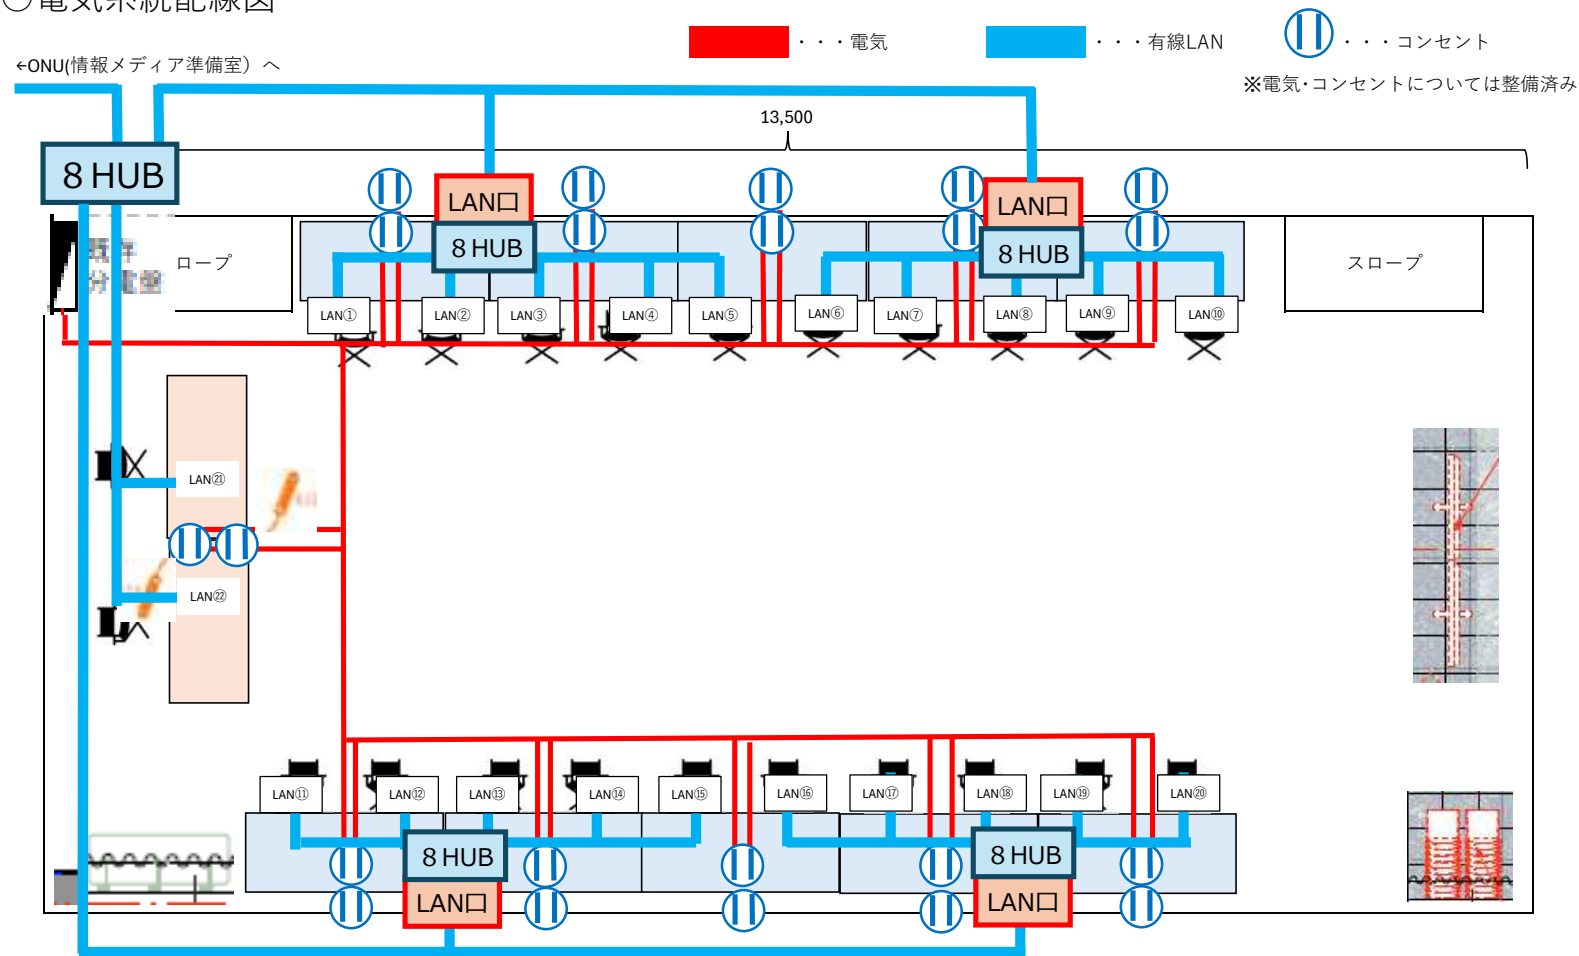 ○電気系統配線図
・・・電気
・・・有線LAN
・・・コンセント
←ONU(情報メディア準備室）へ
※電気・コンセントについては整備済み
13,500
8 HUB
LAN口
LAN口
8 HUB
8 HUB
既存
分電盤
ロープ
スロープ
LAN①
LAN②
LAN③
LAN④
LAN⑤
LAN⑥
LAN⑦
LAN⑧
LAN⑨
LAN⑩
LAN㉑
LAN㉒
LAN⑪
LAN⑫
LAN⑬
LAN⑭
LAN⑮
LAN⑯
LAN⑰
LAN⑱
LAN⑲
LAN⑳
8 HUB
8 HUB
LAN口
LAN口